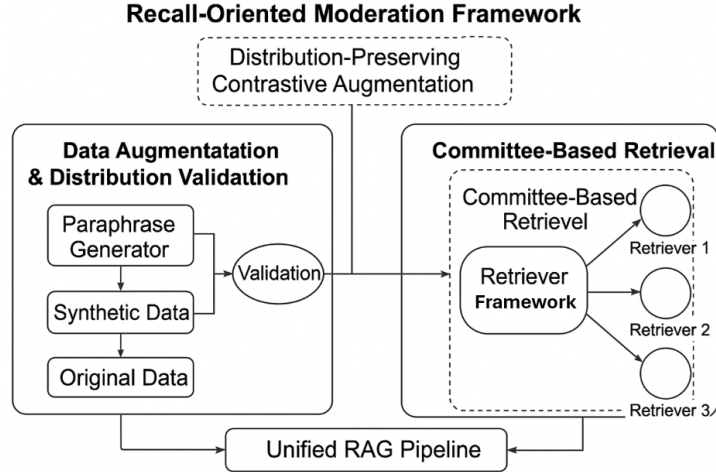 Recall-Oriented Moderation Framework
Distribution-Preserving
Contrastive Augmentation
Data Augmentatation
& Distribution Validation
Paraphrase
Generator
Synthetic Data
Original Data
Validation
Committee-Based Retrieval
Committee-Based
Retrievel
Retriever
Framework
Retriever 1
Retriever 2
Retriever 3
Unified RAG Pipeline